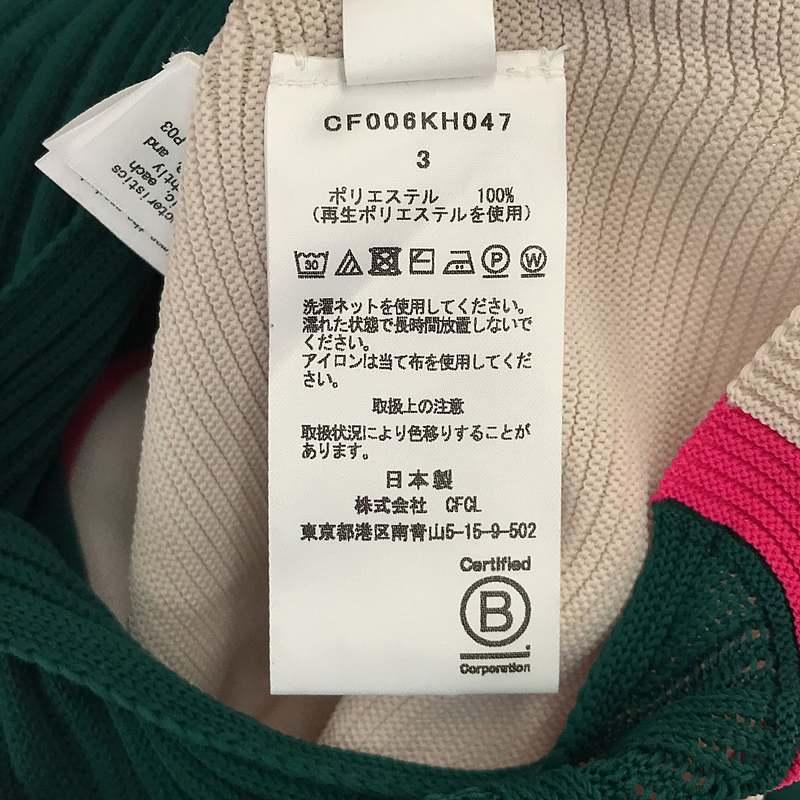 CF006KH047
3
ポリエステル 100%
(再生ポリエステルを使用)
30
P W
洗濯ネットを使用してください。
濡れた状態で長時間放置しないで
ください。
アイロンは当て布を使用してくだ
さい。
取扱上の注意
取扱状況により色移りすることが
あります。
日本製
株式会社 CFCL
東京都港区南青山5-15-9-502
Certified
B
Corporation
P03
and
each